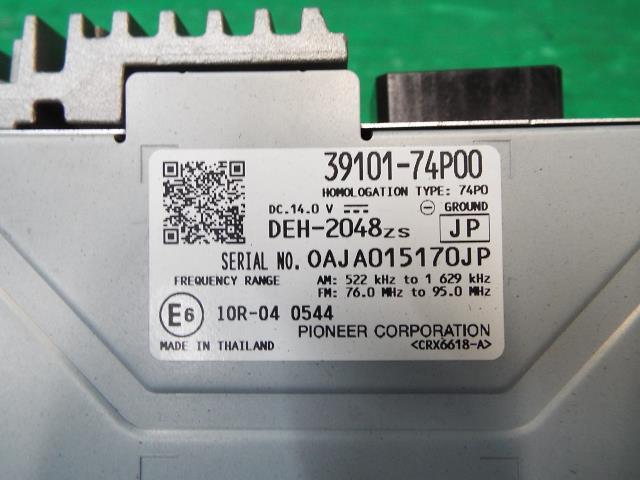 39101-74P00
HOMOLOGATION TYPE: 74P0
DC.14.0 V ⎓ ⊖ GROUND
DEH-2048ZS JP
SERIAL NO. OAJA015170JP
FREQUENCY RANGE AM: 522 kHz to 1 629 kHz
FM: 76.0 MHz to 95.0 MHz
E6 10R-04 0544
PIONEER CORPORATION
MADE IN THAILAND <CRX6618-A>